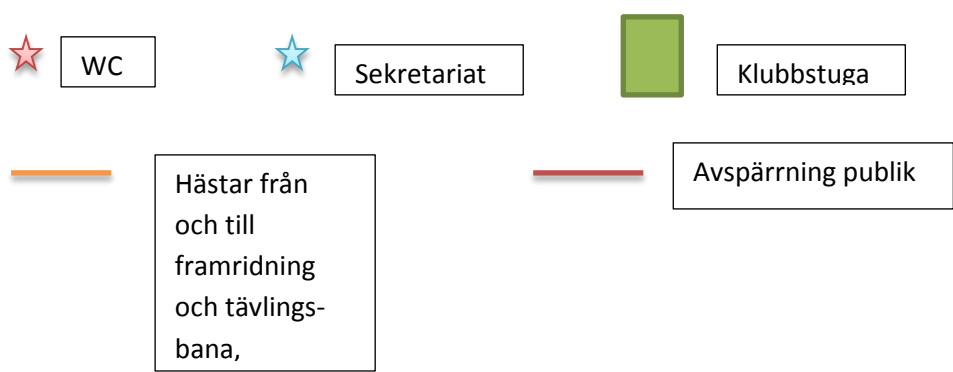 WC
Sekretariat
Klubbstuga
Hästar från
och till
framridning
och tävlings-
bana,
Avspärrning publik